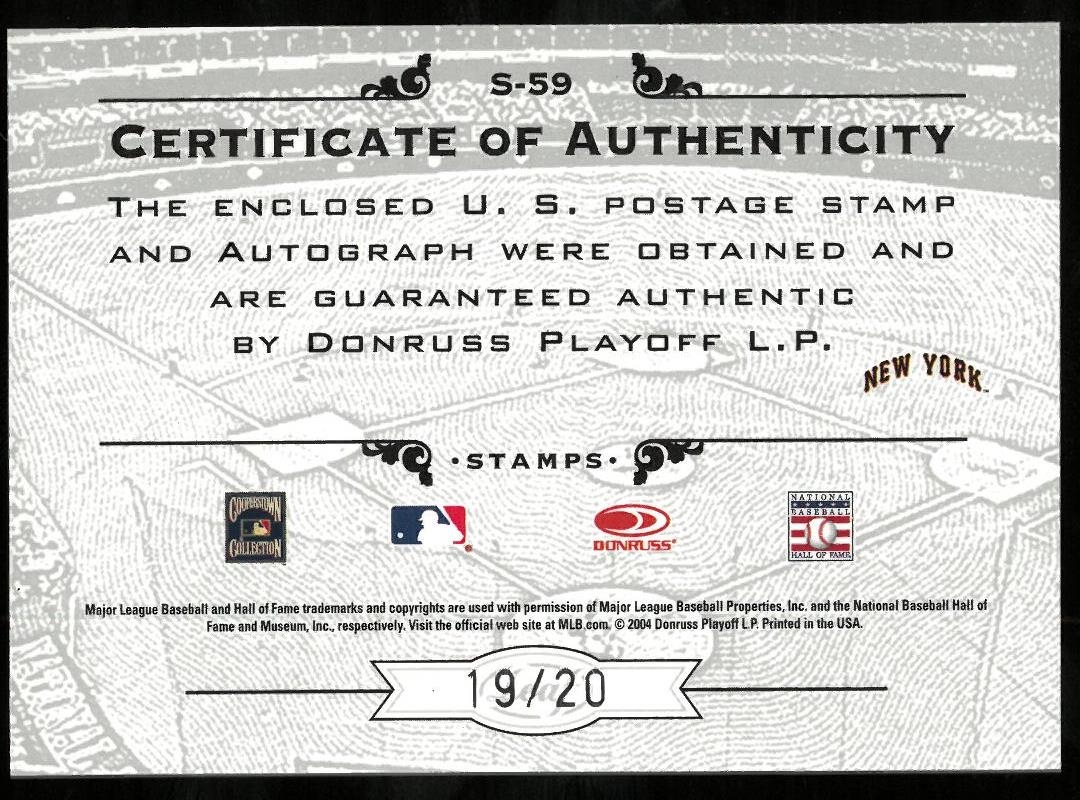 S-59
CERTIFICATE OF AUTHENTICITY
THE ENCLOSED U. S. POSTAGE STAMP
AND AUTOGRAPH WERE OBTAINED AND
ARE GUARANTEED AUTHENTIC
BY DONRUSS PLAYOFF L.P.
NEW YORK
·STAMPS·
COOPERSTOWN
COLLECTION
DONRUSS®
NATIONAL
BASEBALL
HALL OF FAME
Major League Baseball and Hall of Fame trademarks and copyrights are used with permission of Major League Baseball Properties, Inc. and the National Baseball Hall of
Fame and Museum, Inc., respectively. Visit the official web site at MLB.com. © 2004 Donruss Playoff L.P. Printed in the USA.
19/20